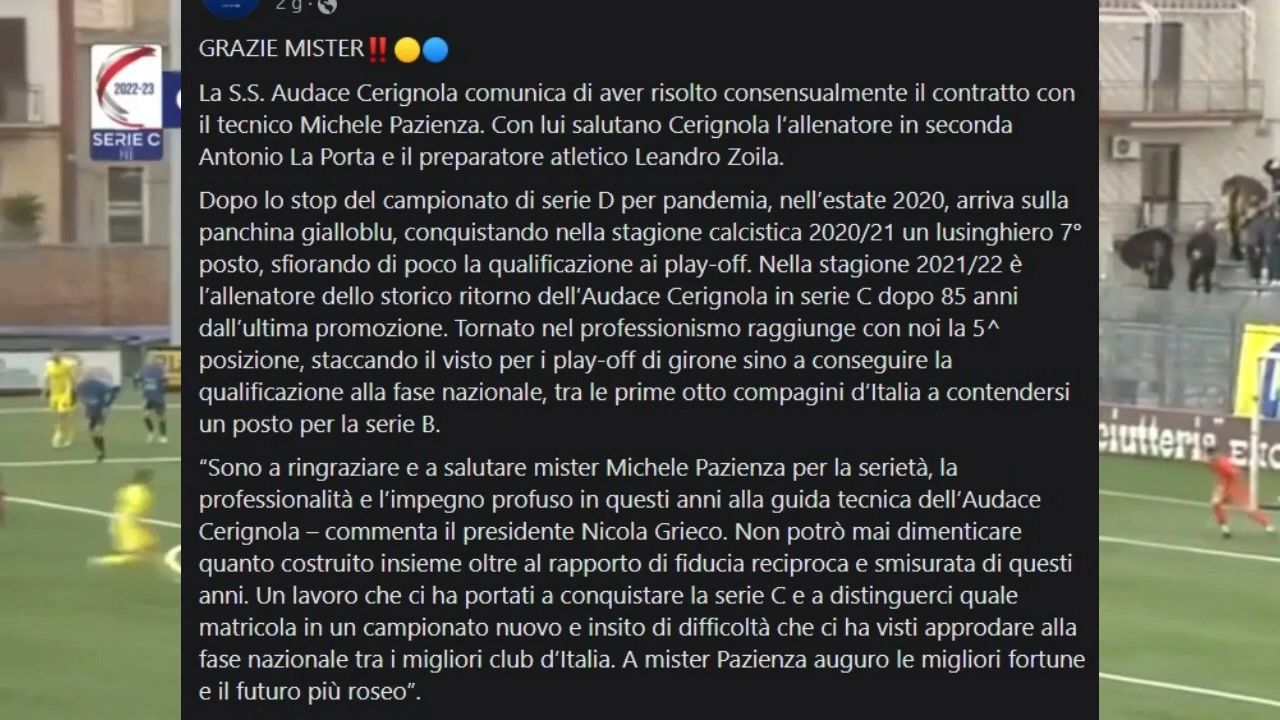 2 g
GRAZIE MISTER‼️ 🟡🔵
La S.S. Audace Cerignola comunica di aver risolto consensualmente il contratto con
il tecnico Michele Pazienza. Con lui salutano Cerignola l’allenatore in seconda
Antonio La Porta e il preparatore atletico Leandro Zoila.
Dopo lo stop del campionato di serie D per pandemia, nell’estate 2020, arriva sulla
panchina gialloblu, conquistando nella stagione calcistica 2020/21 un lusinghiero 7°
posto, sfiorando di poco la qualificazione ai play-off. Nella stagione 2021/22 è
l’allenatore dello storico ritorno dell’Audace Cerignola in serie C dopo 85 anni
dall’ultima promozione. Tornato nel professionismo raggiunge con noi la 5^
posizione, staccando il visto per i play-off di girone sino a conseguire la
qualificazione alla fase nazionale, tra le prime otto compagini d’Italia a contendersi
un posto per la serie B.
“Sono a ringraziare e a salutare mister Michele Pazienza per la serietà, la
professionalità e l’impegno profuso in questi anni alla guida tecnica dell’Audace
Cerignola – commenta il presidente Nicola Grieco. Non potrò mai dimenticare
quanto costruito insieme oltre al rapporto di fiducia reciproca e smisurata di questi
anni. Un lavoro che ci ha portati a conquistare la serie C e a distinguerci quale
matricola in un campionato nuovo e insito di difficoltà che ci ha visti approdare alla
fase nazionale tra i migliori club d’Italia. A mister Pazienza auguro le migliori fortune
e il futuro più roseo”.
2022-23
SERIE C